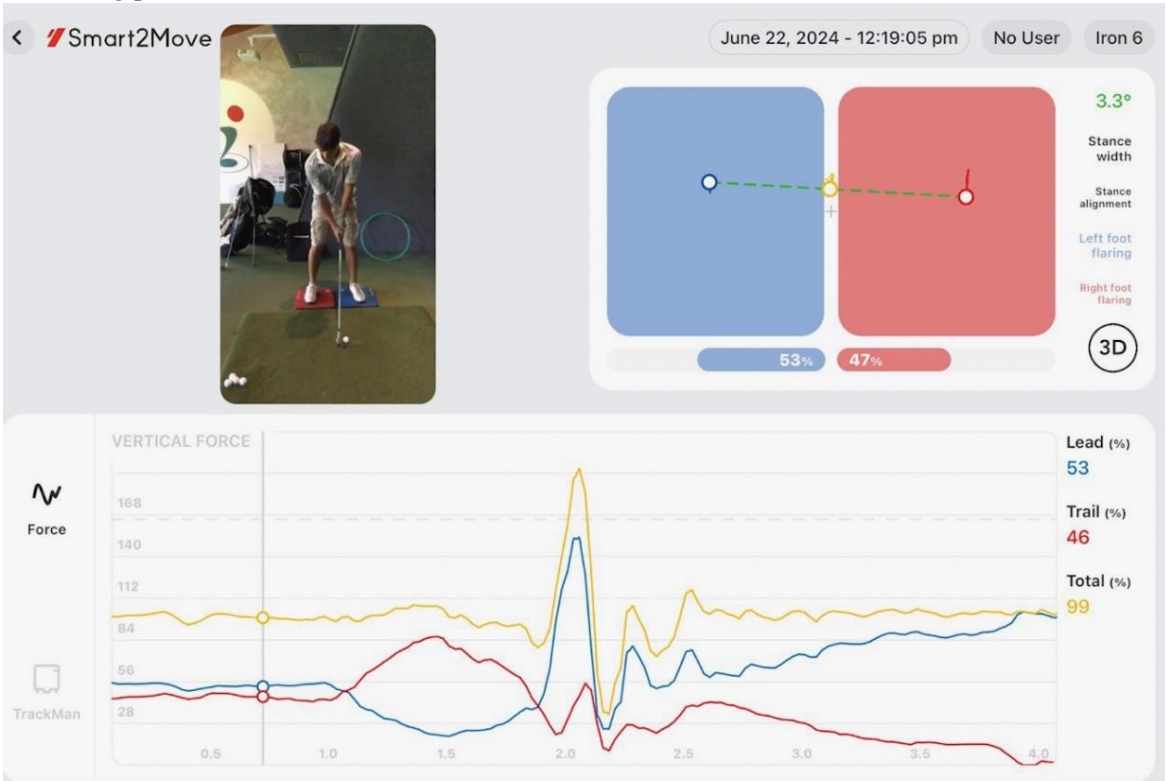 Smart2Move
June 22, 2024 - 12:19:05 pm
No User
Iron 6
3.3°
Stance
width
Stance
alignment
Left foot
flaring
Right foot
flaring
3D
53%
47%
VERTICAL FORCE
Force
TrackMan
168
140
112
84
56
28
0.5
1.0
1.5
2.0
2.5
3.0
3.5
4.0
Lead (%)
53
Trail (%)
46
Total (%)
99